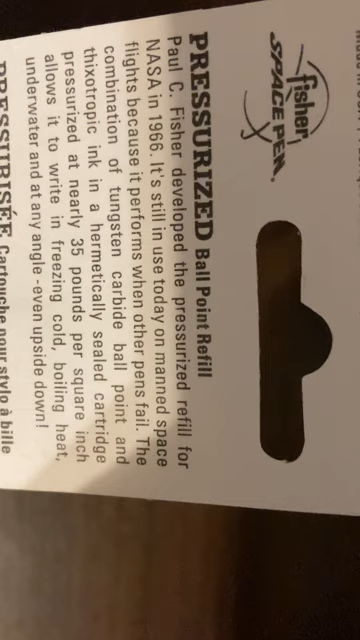 fisher
SPACE PEN®
PRESSURIZED Ball Point Refill
Paul C. Fisher developed the pressurized refill for
NASA in 1966. It's still in use today on manned space
flights because it performs when other pens fail. The
combination of tungsten carbide ball point and
thixotropic ink in a hermetically sealed cartridge
pressurized at nearly 35 pounds per square inch
allows it to write in freezing cold, boiling heat,
underwater and at any angle -even upside down!
PRESSURISÉE Cartouche pour stylo à bille